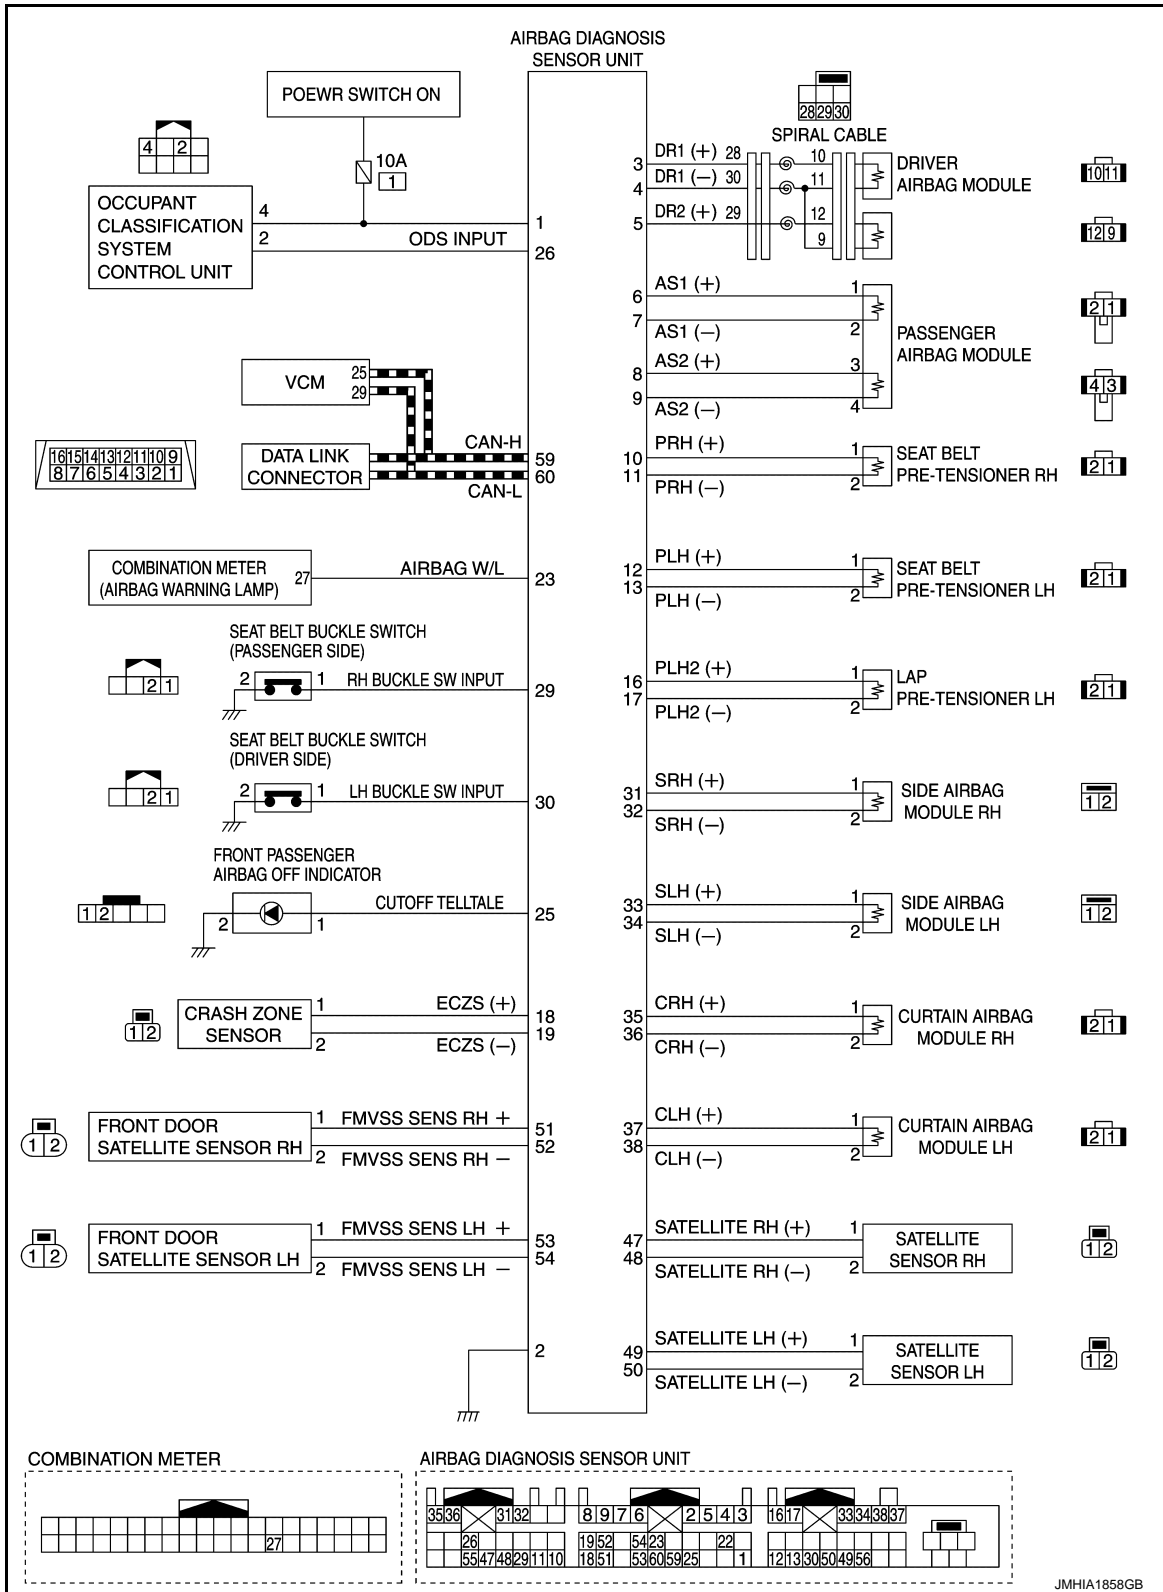 AIRBAG DIAGNOSIS
SENSOR UNIT
POEWR SWITCH ON
10A
1
4 2
OCCUPANT
CLASSIFICATION
SYSTEM
CONTROL UNIT
4
2
ODS INPUT
1
26
28 29 30
SPIRAL CABLE
3 DR1 (+) 28 10
4 DR1 (−) 30 11
5 DR2 (+) 29 12
9
DRIVER
AIRBAG MODULE
10 11
12 9
6 AS1 (+) 1
7 AS1 (−) 2
8 AS2 (+) 3
9 AS2 (−) 4
PASSENGER
AIRBAG MODULE
2 1
4 3
VCM
25
29
16 15 14 13 12 11 10 9
8 7 6 5 4 3 2 1
DATA LINK
CONNECTOR
CAN-H
59
60
CAN-L
10 PRH (+) 1
11 PRH (−) 2
SEAT BELT
PRE-TENSIONER RH
2 1
COMBINATION METER
(AIRBAG WARNING LAMP)
27
AIRBAG W/L
23
12 PLH (+) 1
13 PLH (−) 2
SEAT BELT
PRE-TENSIONER LH
2 1
SEAT BELT BUCKLE SWITCH
(PASSENGER SIDE)
2 1
2 1
RH BUCKLE SW INPUT
29
16 PLH2 (+) 1
17 PLH2 (−) 2
LAP
PRE-TENSIONER LH
2 1
SEAT BELT BUCKLE SWITCH
(DRIVER SIDE)
2 1
2 1
LH BUCKLE SW INPUT
30
31 SRH (+) 1
32 SRH (−) 2
SIDE AIRBAG
MODULE RH
1 2
FRONT PASSENGER
AIRBAG OFF INDICATOR
1 2
2 1
CUTOFF TELLTALE
25
33 SLH (+) 1
34 SLH (−) 2
SIDE AIRBAG
MODULE LH
1 2
1 2
CRASH ZONE
SENSOR
1 ECZS (+) 18
2 ECZS (−) 19
35 CRH (+) 1
36 CRH (−) 2
CURTAIN AIRBAG
MODULE RH
2 1
1 2
FRONT DOOR
SATELLITE SENSOR RH
1 FMVSS SENS RH + 51
2 FMVSS SENS RH − 52
37 CLH (+) 1
38 CLH (−) 2
CURTAIN AIRBAG
MODULE LH
2 1
1 2
FRONT DOOR
SATELLITE SENSOR LH
1 FMVSS SENS LH + 53
2 FMVSS SENS LH − 54
47 SATELLITE RH (+) 1
48 SATELLITE RH (−) 2
SATELLITE
SENSOR RH
1 2
2
49 SATELLITE LH (+) 1
50 SATELLITE LH (−) 2
SATELLITE
SENSOR LH
1 2
COMBINATION METER
27
AIRBAG DIAGNOSIS SENSOR UNIT
35 36 31 32 8 9 7 6 2 5 4 3 16 17 33 34 38 37
26 19 52 54 23 22
55 47 48 29 11 10 18 51 53 60 59 25 1 12 13 30 50 49 56
JMHIA1858GB